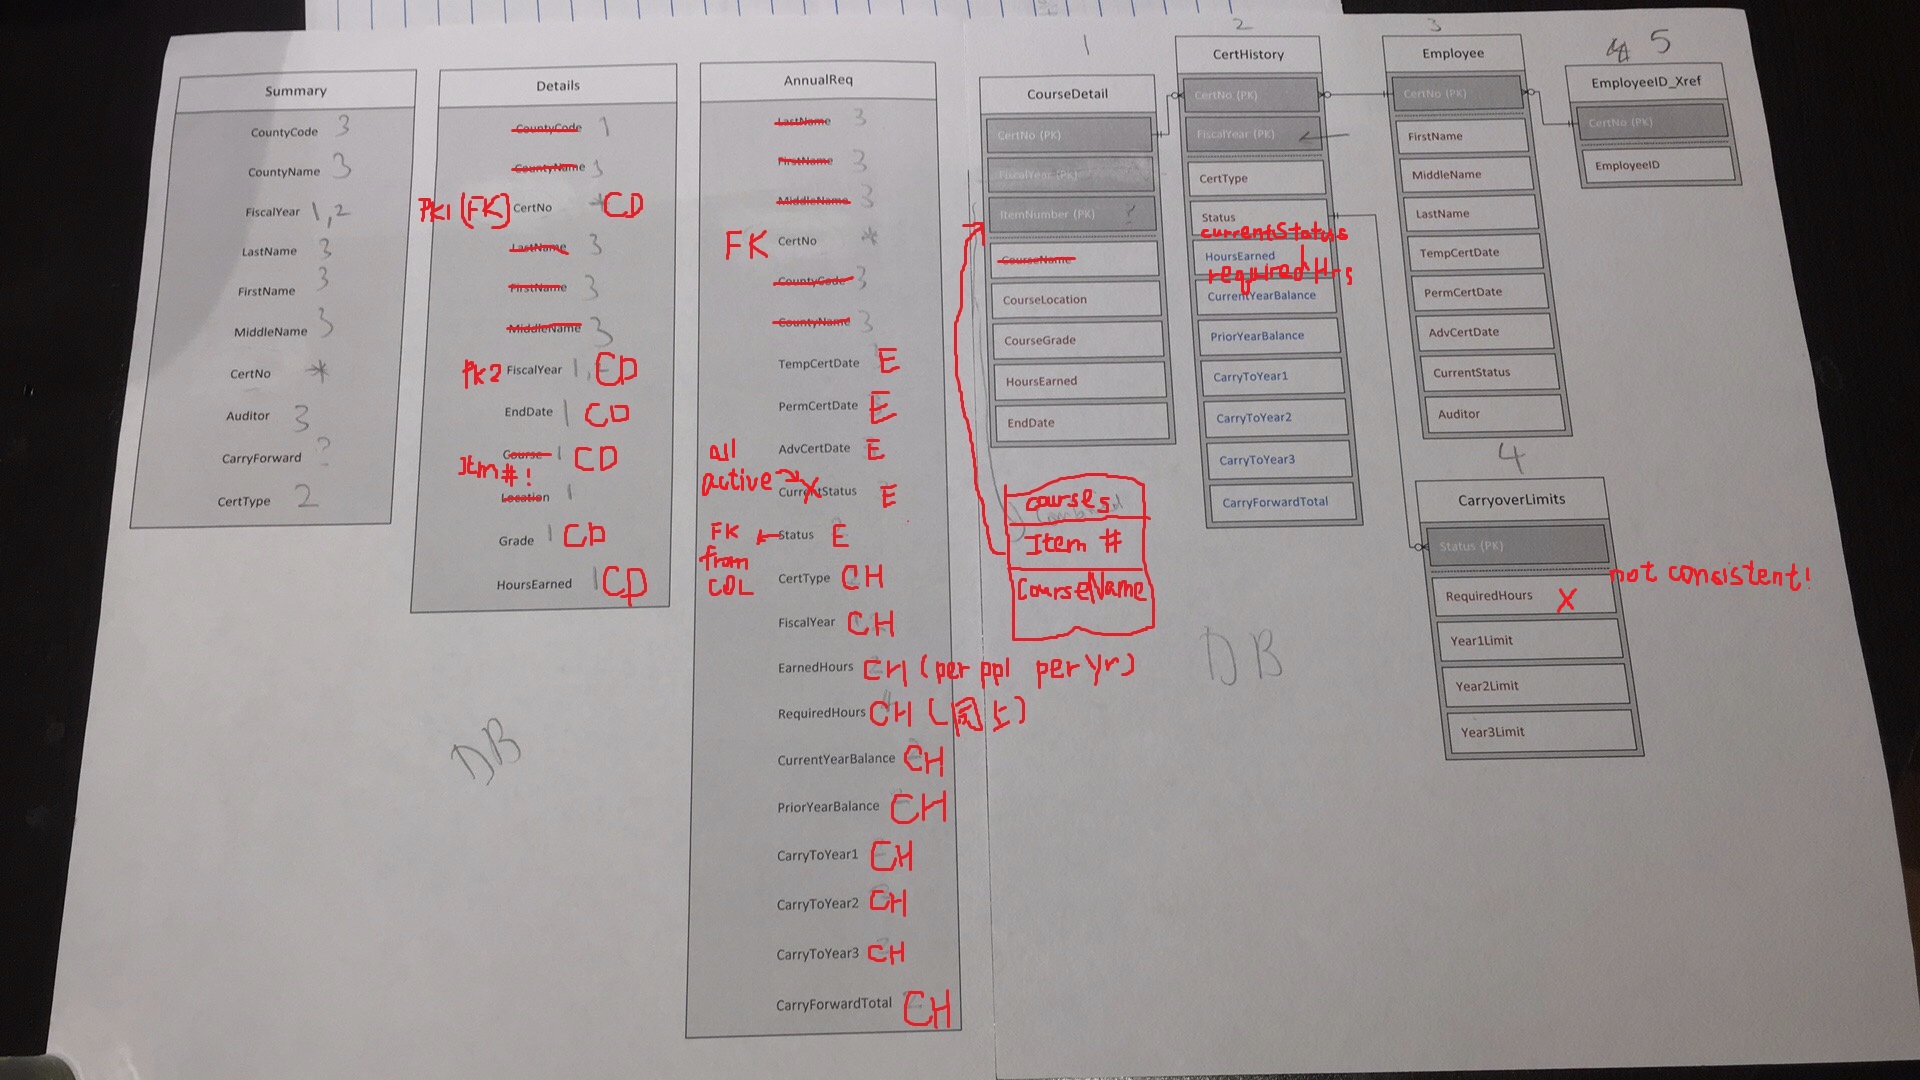 Summary
CountyCode 3
CountyName 3
FiscalYear 1,2
LastName 3
FirstName 3
MiddleName 3
CertNo *
Auditor 3
CarryForward ?
CertType 2
Details
CountyCode 1
CountyName 3
PK1 (FK) CertNo * CD
LastName 3
FirstName 3
MiddleName 3
PK2 FiscalYear 1, CD
EndDate 1 CD
Course 1 CD
Itm #!
Location 1
Grade 1 CD
HoursEarned 1 CD
DB
AnnualReq
LastName 3
FirstName 3
MiddleName 3
FK CertNo *
CountyCode 3
CountyName 3
TempCertDate E
PermCertDate E
AdvCertDate E
all
active
CurrentStatus E
FK
from
COL
Status E
CertType CH
FiscalYear CH
EarnedHours CH (per ppl per yr)
RequiredHours CH (同上)
CurrentYearBalance CH
PriorYearBalance CH
CarryToYear1 CH
CarryToYear2 CH
CarryToYear3 CH
CarryForwardTotal CH
1
CourseDetail
CertNo (PK)
FiscalYear (PK)
ItemNumber (PK) ?
CourseName
CourseLocation
CourseGrade
HoursEarned
EndDate
courses
Item #
CourseName
2
CertHistory
CertNo (PK)
FiscalYear (PK)
CertType
Status
currentStatus
HoursEarned
requiredHrs
CurrentYearBalance
PriorYearBalance
CarryToYear1
CarryToYear2
CarryToYear3
CarryForwardTotal
DB
3
Employee
CertNo (PK)
FirstName
MiddleName
LastName
TempCertDate
PermCertDate
AdvCertDate
CurrentStatus
Auditor
4
CarryoverLimits
Status (PK)
not consistent!
RequiredHours X
Year1Limit
Year2Limit
Year3Limit
5
EmployeeID_Xref
CertNo (PK)
EmployeeID